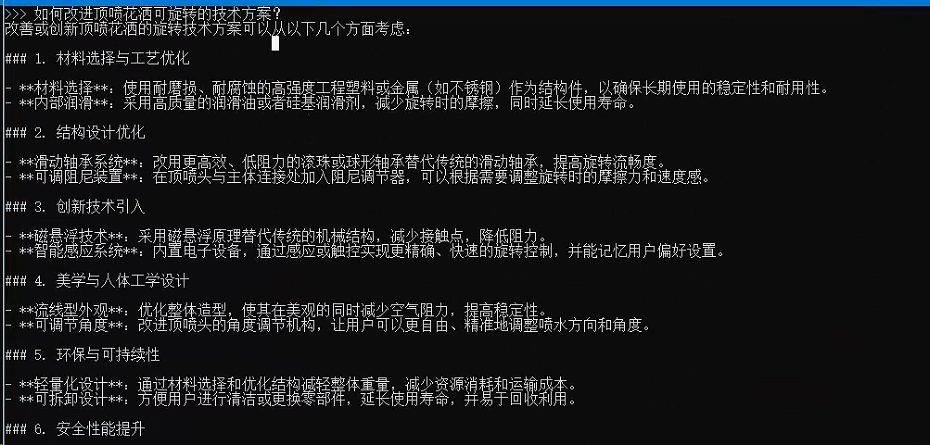 >>> 如何改进顶喷花洒可旋转的技术方案?
改善或创新顶喷花洒的旋转技术方案可以从以下几个方面考虑：
### 1. 材料选择与工艺优化
- **材料选择**：使用耐磨损、耐腐蚀的高强度工程塑料或金属（如不锈钢）作为结构件，以确保长期使用的稳定性和耐用性。
- **内部润滑**：采用高质量的润滑油或者硅基润滑剂，减少旋转时的摩擦，同时延长使用寿命。
### 2. 结构设计优化
- **滑动轴承系统**：改用更高效、低阻力的滚珠或球形轴承替代传统的滑动轴承，提高旋转流畅度。
- **可调阻尼装置**：在顶喷头与主体连接处加入阻尼调节器，可以根据需要调整旋转时的摩擦力和速度感。
### 3. 创新技术引入
- **磁悬浮技术**：采用磁悬浮原理替代传统的机械结构，减少接触点，降低阻力。
- **智能感应系统**：内置电子设备，通过感应或触控实现更精确、快速的旋转控制，并能记忆用户偏好设置。
### 4. 美学与人体工学设计
- **流线型外观**：优化整体造型，使其在美观的同时减少空气阻力，提高稳定性。
- **可调节角度**：改进顶喷头的角度调节机构，让用户可以更自由、精准地调整喷水方向和角度。
### 5. 环保与可持续性
- **轻量化设计**：通过材料选择和优化结构减轻整体重量，减少资源消耗和运输成本。
- **可拆卸设计**：方便用户进行清洁或更换零部件，延长使用寿命，并易于回收利用。
### 6. 安全性能提升